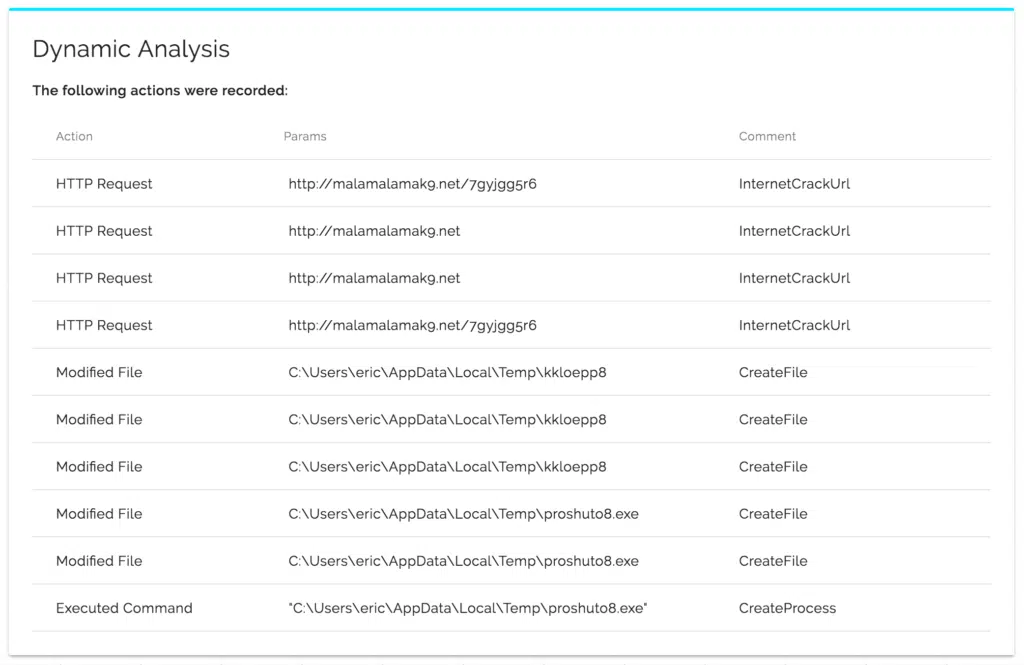 Dynamic Analysis
The following actions were recorded:
Action Params Comment
HTTP Request http://malamalamak9.net/7gyjgg5r6 InternetCrackUrl
HTTP Request http://malamalamak9.net InternetCrackUrl
HTTP Request http://malamalamak9.net InternetCrackUrl
HTTP Request http://malamalamak9.net/7gyjgg5r6 InternetCrackUrl
Modified File C:\Users\eric\AppData\Local\Temp\kkloepp8 CreateFile
Modified File C:\Users\eric\AppData\Local\Temp\kkloepp8 CreateFile
Modified File C:\Users\eric\AppData\Local\Temp\kkloepp8 CreateFile
Modified File C:\Users\eric\AppData\Local\Temp\proshuto8.exe CreateFile
Modified File C:\Users\eric\AppData\Local\Temp\proshuto8.exe CreateFile
Executed Command "C:\Users\eric\AppData\Local\Temp\proshuto8.exe" CreateProcess